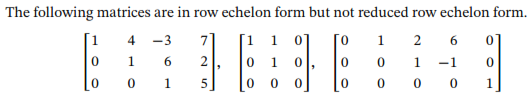 The following matrices are in row echelon form but not reduced row echelon form.
[1 4 −3 7] [1 1 0] [0 1 2 6 0]
[0 1 6 2], [0 1 0], [0 0 1 −1 0]
[0 0 1 5] [0 0 0] [0 0 0 0 1]